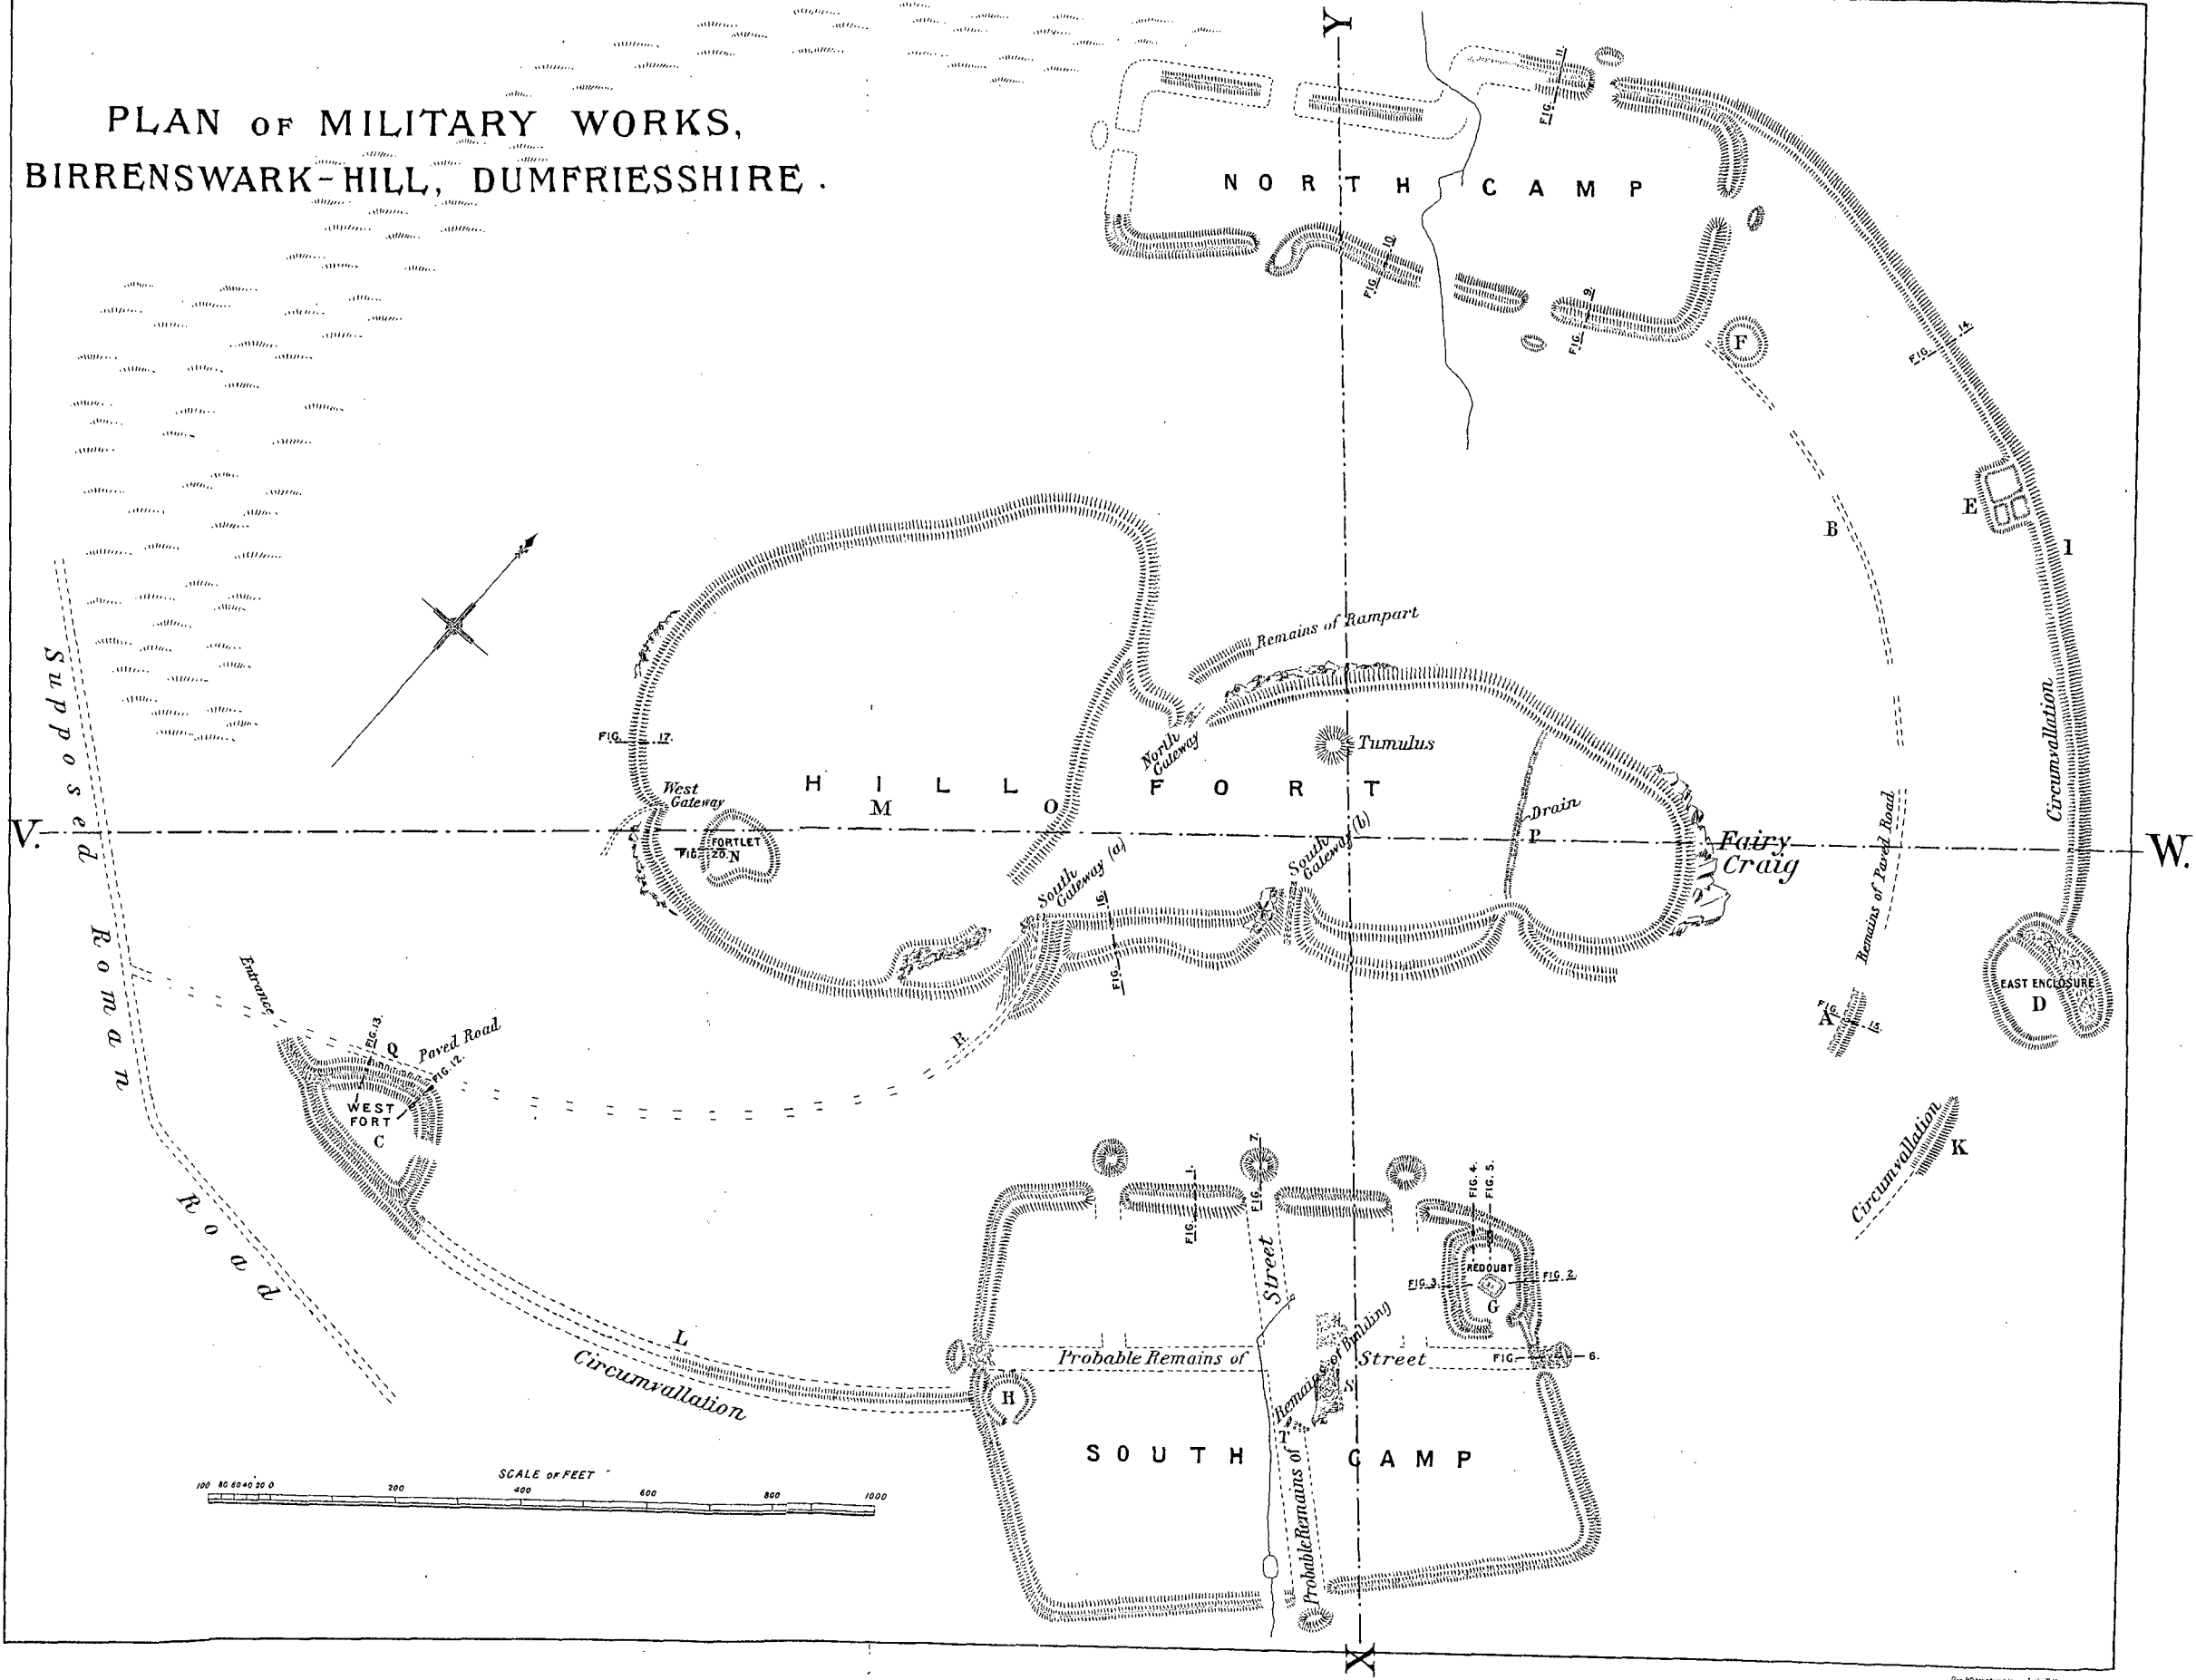 PLAN OF MILITARY WORKS,
BIRRENSWARK-HILL, DUMFRIESSHIRE.
Y
FIG. 11.
NORTH CAMP
FIG. 10.
FIG. 9.
F
FIG. 14.
E
B
I
Remains of Rampart
Supposed Roman Road
FIG. 17.
North Gateway
Tumulus
Circumvallation
West Gateway
HILL FORT
M
O
Drain
P
V.
W.
FORTLET
FIG. 20. N
South Gateway (a)
South Gateway (b)
Fairy Craig
Remains of Paved Road
FIG. 16.
Entrance
EAST ENCLOSURE
D
FIG. 15.
A
R
FIG. 13.
Q
Paved Road
FIG. 12.
WEST FORT
C
Circumvallation
K
FIG. 1.
FIG. 7.
FIG. 4.
FIG. 5.
Street
REDOUBT
FIG. 3.
FIG. 2.
G
L
Circumvallation
Probable Remains of Street
FIG. 6.
Remains of Building
S
H
T
SOUTH CAMP
Probable Remains of
SCALE OF FEET
100 80 60 40 20 0 200 400 600 800 1000
X